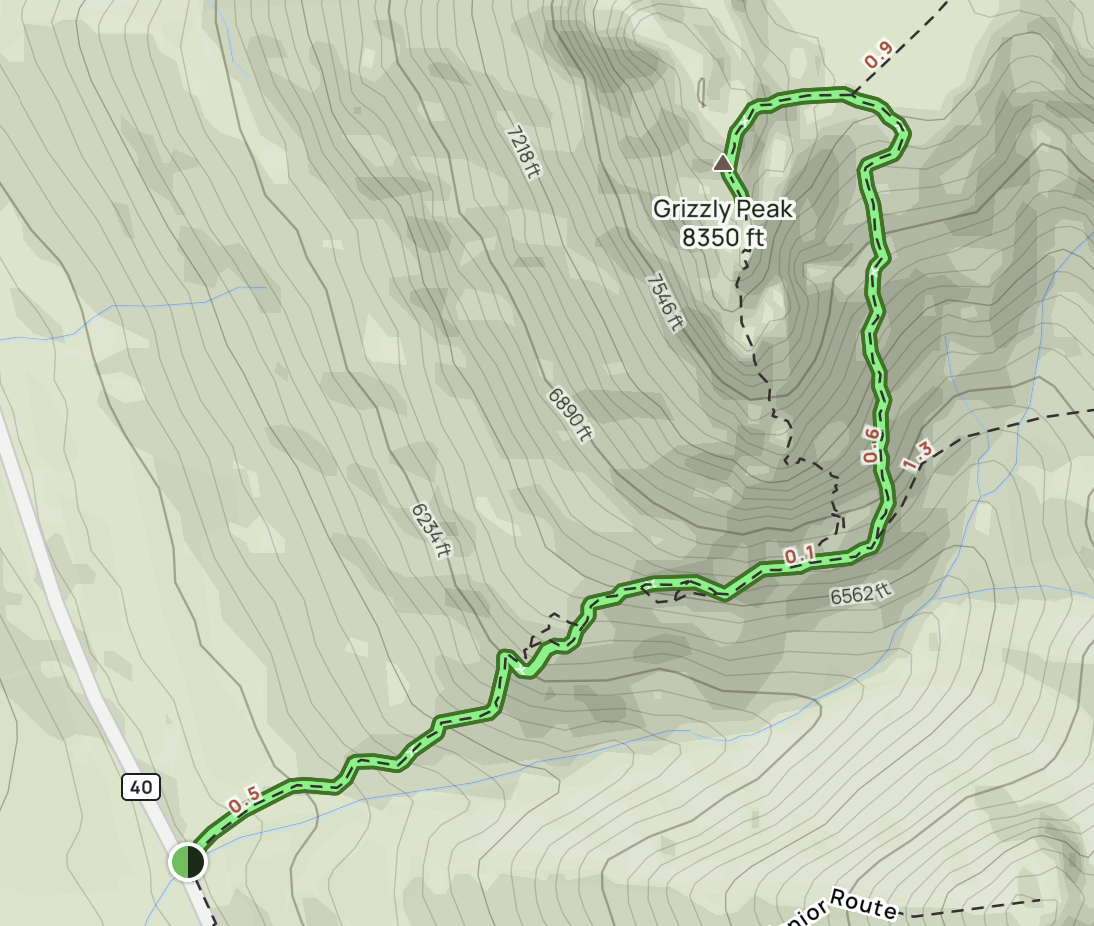 0.9
7218 ft
Grizzly Peak
8350 ft
7546 ft
6890 ft
0.6
1.3
6234 ft
0.1
6562 ft
40
0.5
nior Route